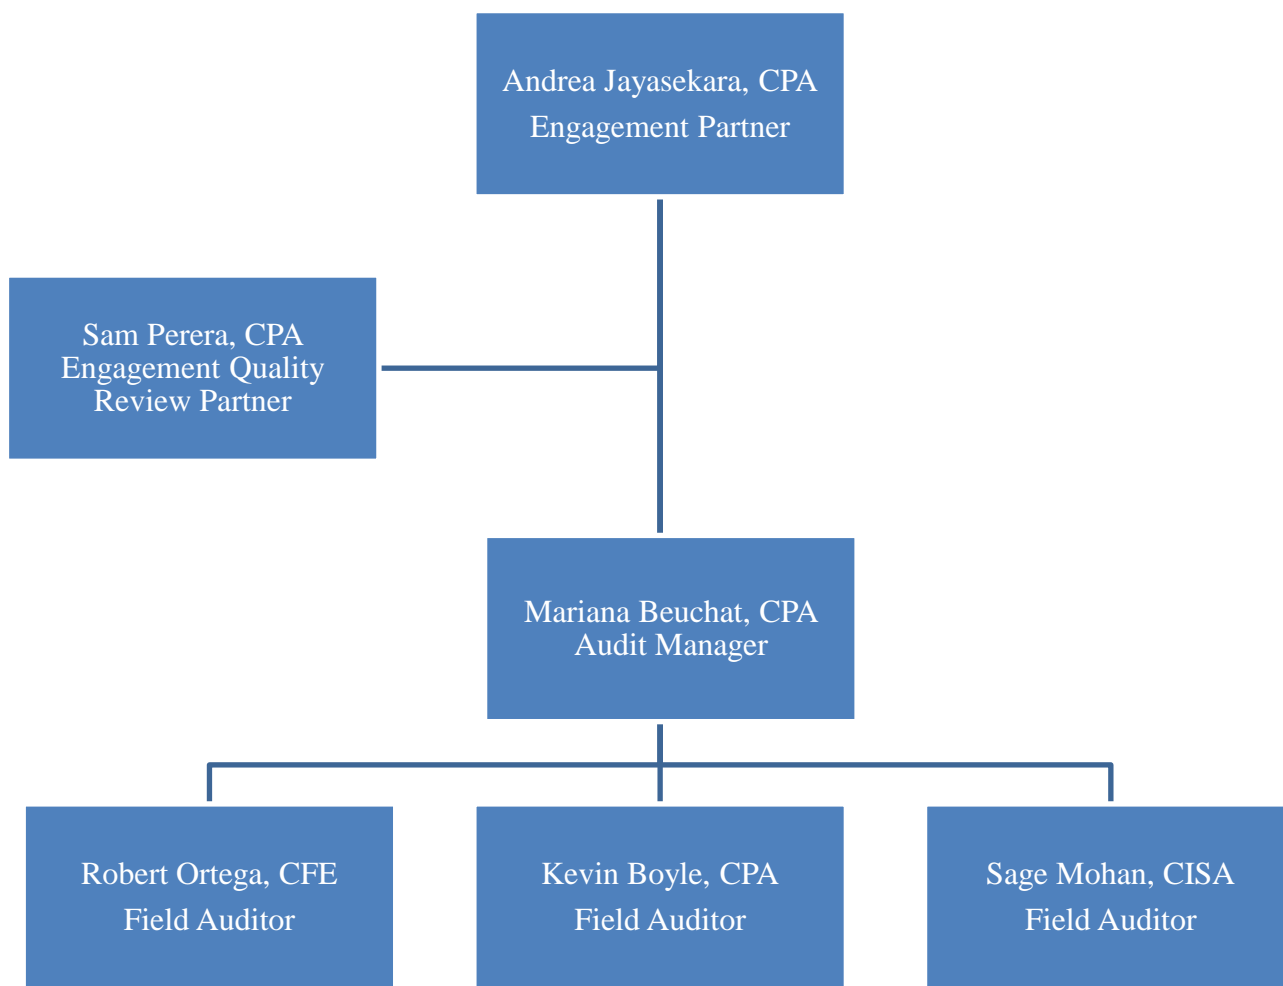 Andrea Jayasekara, CPA
Engagement Partner
Sam Perera, CPA
Engagement Quality
Review Partner
Mariana Beuchat, CPA
Audit Manager
Robert Ortega, CFE
Field Auditor
Kevin Boyle, CPA
Field Auditor
Sage Mohan, CISA
Field Auditor